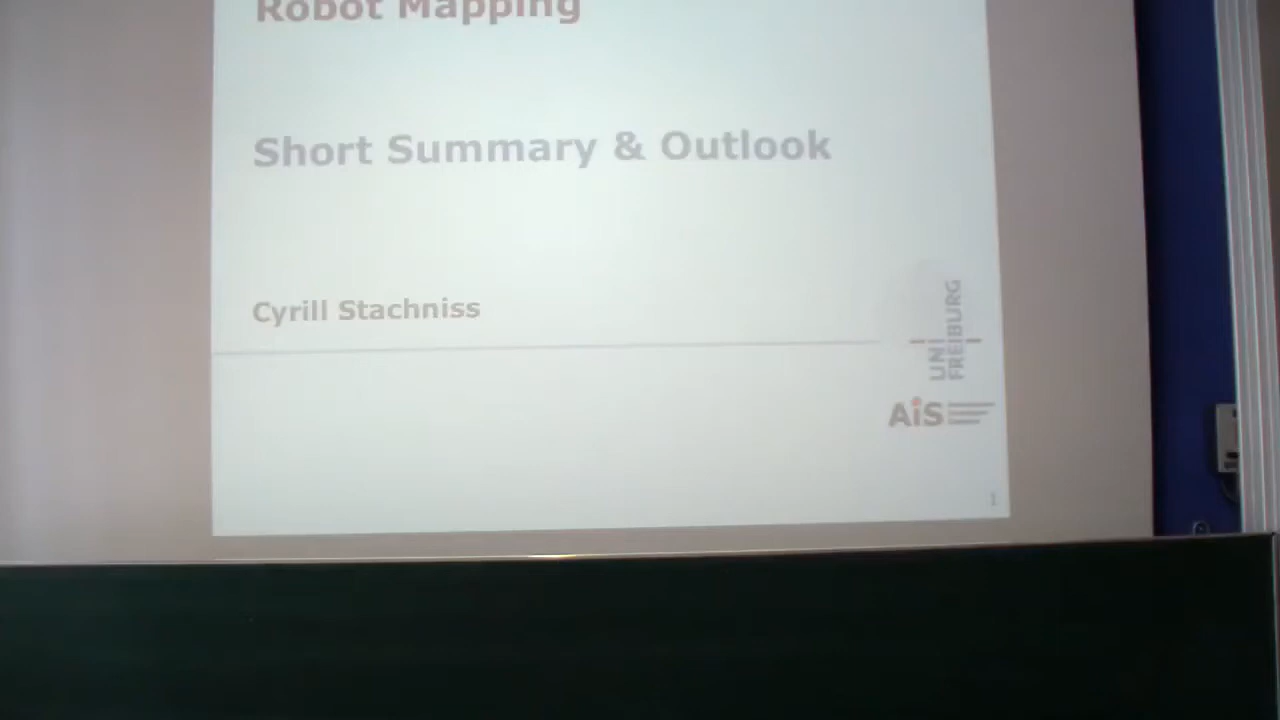 Robot Mapping
Short Summary & Outlook
Cyrill Stachniss
UNI
FREIBURG
AiS
1